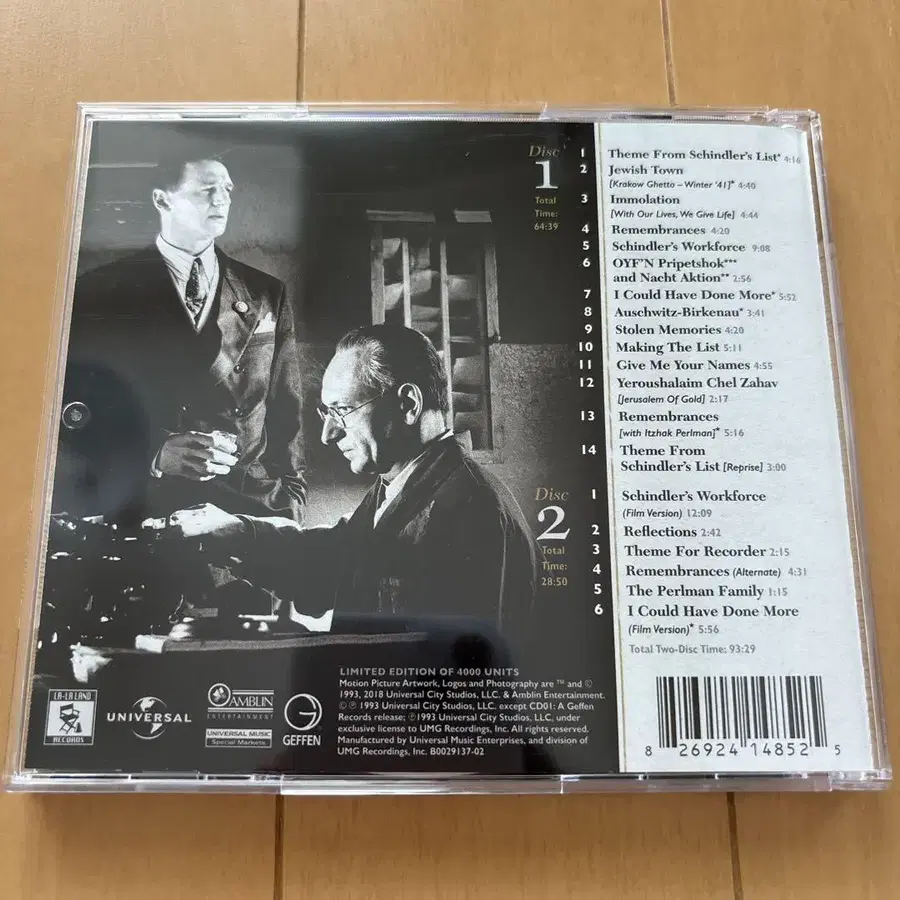 Disc
1
Total
Time:
64:39
1 Theme From Schindler's List* 4:16
2 Jewish Town
[Krakow Ghetto – Winter '41]* 4:40
3 Immolation
[With Our Lives, We Give Life] 4:44
4 Remembrances 4:20
5 Schindler's Workforce 9:08
6 OYF'N Pripetshok***
and Nacht Aktion** 2:56
7 I Could Have Done More* 5:52
8 Auschwitz-Birkenau* 3:41
9 Stolen Memories 4:20
10 Making The List 5:11
11 Give Me Your Names 4:55
12 Yeroushalaim Chel Zahav
[Jerusalem Of Gold] 2:17
13 Remembrances
[with Itzhak Perlman]* 5:16
14 Theme From
Schindler's List [Reprise] 3:00
Disc
2
Total
Time:
28:50
1 Schindler's Workforce
(Film Version) 12:09
2 Reflections 2:42
3 Theme For Recorder 2:15
4 Remembrances (Alternate) 4:31
5 The Perlman Family 1:15
6 I Could Have Done More
(Film Version)* 5:56
Total Two-Disc Time: 93:29
LIMITED EDITION OF 4000 UNITS
Motion Picture Artwork, Logos and Photography are ™ and ©
1993, 2018 Universal City Studios, LLC. & Amblin Entertainment.
© ℗ 1993 Universal City Studios, LLC. except CD01: A Geffen
Records release; ℗ 1993 Universal City Studios, LLC, under
exclusive license to UMG Recordings, Inc. All rights reserved.
Manufactured by Universal Music Enterprises, and division of
UMG Recordings, Inc. B0029137-02
LA-LA LAND
RECORDS
UNIVERSAL
AMBLIN
ENTERTAINMENT
UNIVERSAL MUSIC
Special Markets
GEFFEN
8 26924 14852 5